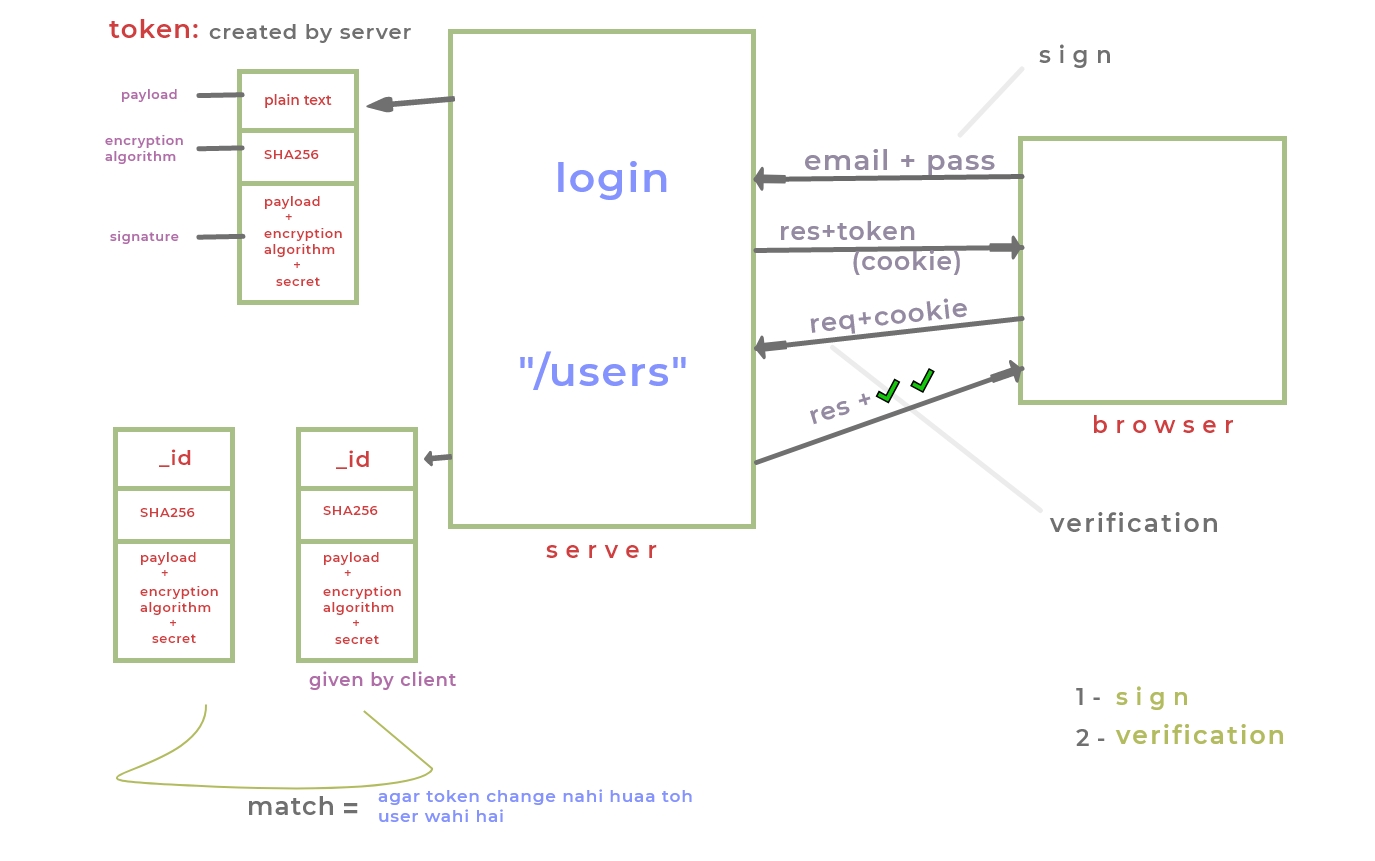 token: created by server
payload
plain text
encryption
algorithm
SHA256
signature
payload
+
encryption
algorithm
+
secret
login
"/users"
server
sign
email + pass
res+token
(cookie)
req+cookie
res +
browser
verification
_id
SHA256
payload
+
encryption
algorithm
+
secret
_id
SHA256
payload
+
encryption
algorithm
+
secret
given by client
match =
agar token change nahi huaa toh
user wahi hai
1 - sign
2 - verification